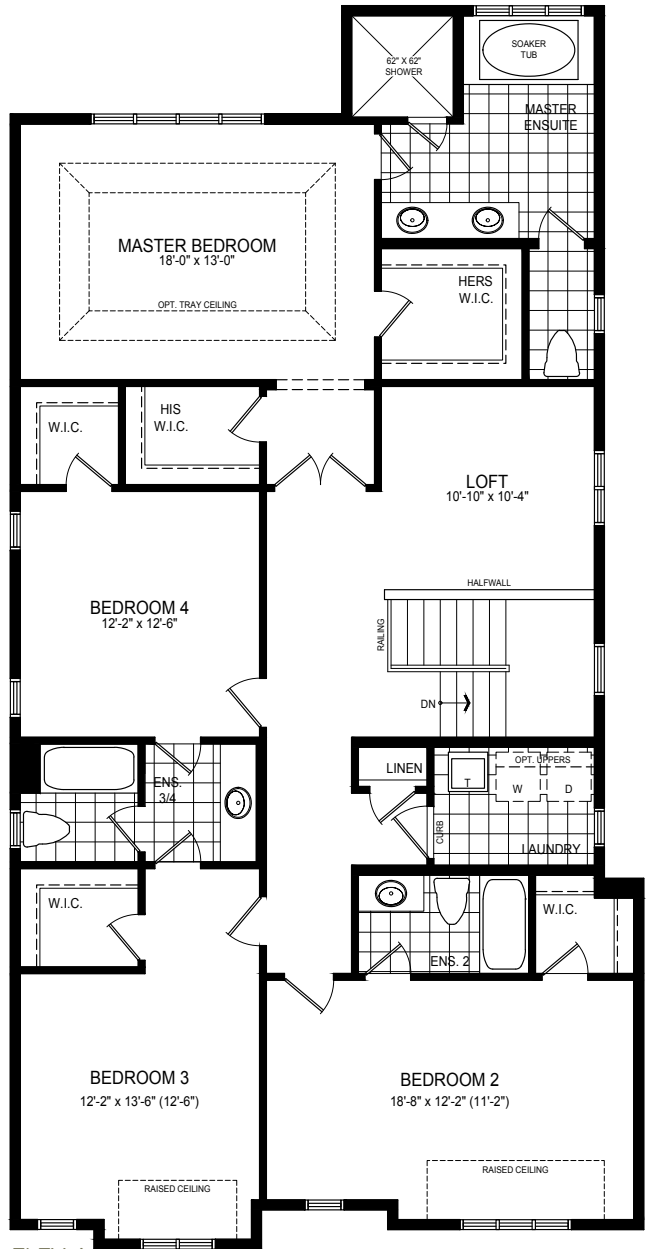 62" X 62"
SHOWER
SOAKER
TUB
MASTER
ENSUITE
MASTER BEDROOM
18'-0" x 13'-0"
OPT. TRAY CEILING
HERS
W.I.C.
W.I.C.
HIS
W.I.C.
LOFT
10'-10" x 10'-4"
HALFWALL
RAILING
DN
BEDROOM 4
12'-2" x 12'-6"
ENS.
3/4
LINEN
OPT. UPPERS
T
W
D
CURB
LAUNDRY
W.I.C.
ENS. 2
W.I.C.
BEDROOM 3
12'-2" x 13'-6" (12'-6")
BEDROOM 2
18'-8" x 12'-2" (11'-2")
RAISED CEILING
RAISED CEILING